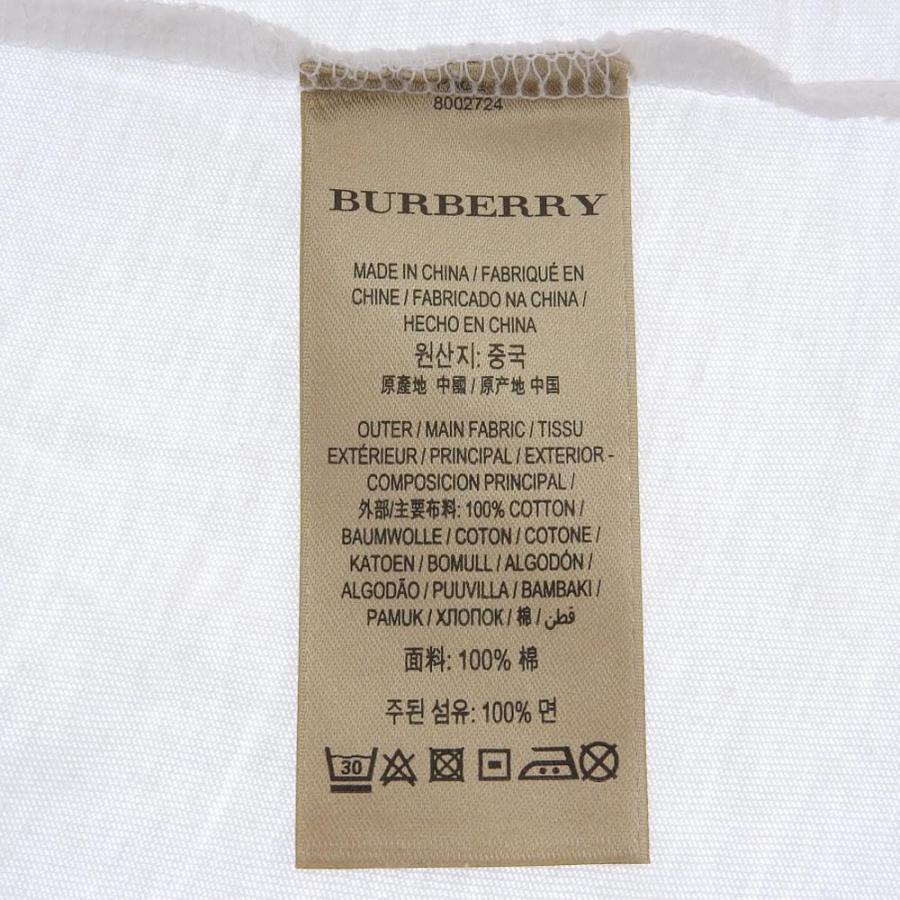 8002724
BURBERRY
MADE IN CHINA / FABRIQUÉ EN
CHINE / FABRICADO NA CHINA /
HECHO EN CHINA
원산지: 중국
原產地 中國 / 原产地 中国
OUTER / MAIN FABRIC / TISSU
EXTÉRIEUR / PRINCIPAL / EXTERIOR -
COMPOSICION PRINCIPAL /
外部/主要布料: 100% COTTON /
BAUMWOLLE / COTON / COTONE /
KATOEN / BOMULL / ALGODÓN /
ALGODÃO / PUUVILLA / BAMBAKI /
PAMUK / ХЛОПОК / 棉 / قطن
面料: 100% 棉
주된 섬유: 100% 면
30